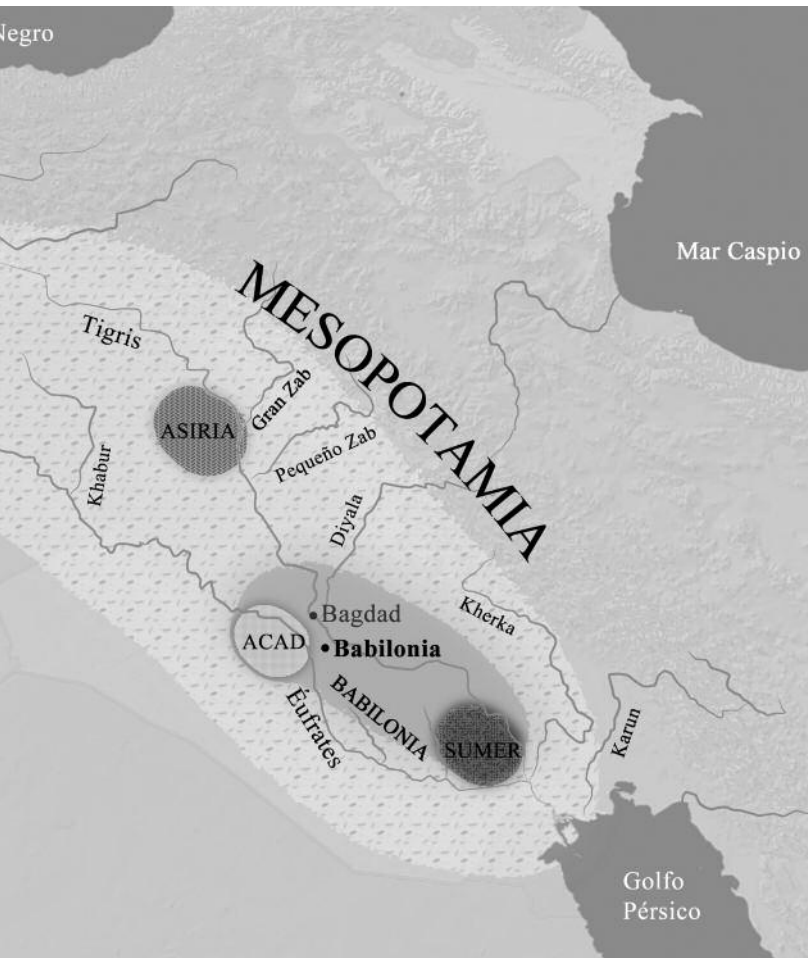 Negro
Mar Caspio
MESOPOTAMIA
Tigris
Gran Zab
ASIRIA
Pequeño Zab
Khabur
Diyala
Kherka
Bagdad
ACAD
Babilonia
BABILONIA
Éufrates
SUMER
Karun
Golfo
Pérsico